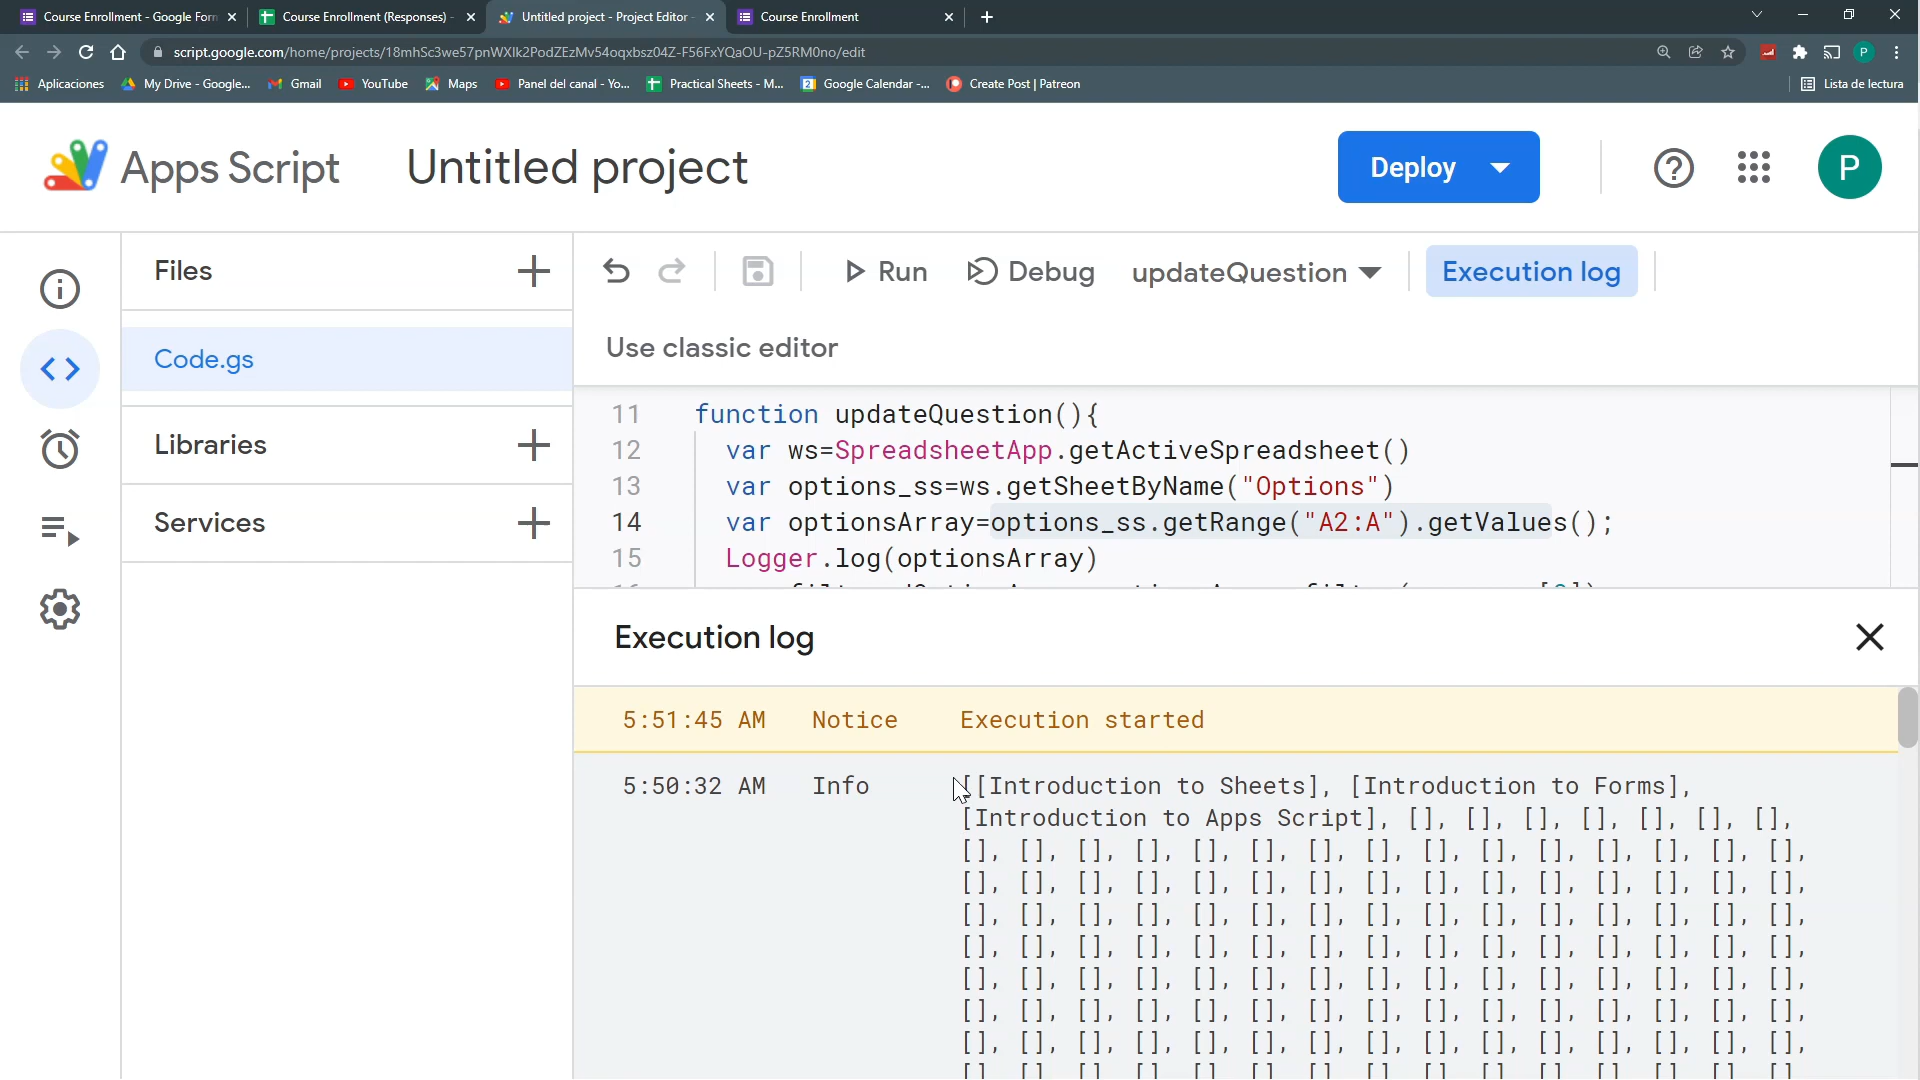 Course Enrollment - Google For
Course Enrollment (Responses) -
Untitled project - Project Editor -
Course Enrollment
script.google.com/home/projects/18mhSc3we57pnWXIk2PodZEzMv54oqxbsz04Z-F56FxYQaOU-pZ5RM0no/edit
P
Aplicaciones
My Drive - Google...
Gmail
YouTube
Maps
Panel del canal - Yo...
Practical Sheets - M...
Google Calendar -...
Create Post | Patreon
Lista de lectura
Apps Script
Untitled project
Deploy
P
Files
Run
Debug
updateQuestion
Execution log
Use classic editor
Code.gs
Libraries
Services
11 function updateQuestion(){
12 var ws=SpreadsheetApp.getActiveSpreadsheet()
13 var options_ss=ws.getSheetByName("Options")
14 var optionsArray=options_ss.getRange("A2:A").getValues();
15 Logger.log(optionsArray)
Execution log
5:51:45 AM Notice Execution started
5:50:32 AM Info [[Introduction to Sheets], [Introduction to Forms],
[Introduction to Apps Script], [], [], [], [], [], [], [],
[], [], [], [], [], [], [], [], [], [], [], [], [], [], [],
[], [], [], [], [], [], [], [], [], [], [], [], [], [], [],
[], [], [], [], [], [], [], [], [], [], [], [], [], [], [],
[], [], [], [], [], [], [], [], [], [], [], [], [], [], [],
[], [], [], [], [], [], [], [], [], [], [], [], [], [], [],
[], [], [], [], [], [], [], [], [], [], [], [], [], [], [],
[], [], [], [], [], [], [], [], [], [], [], [], [], [], [],